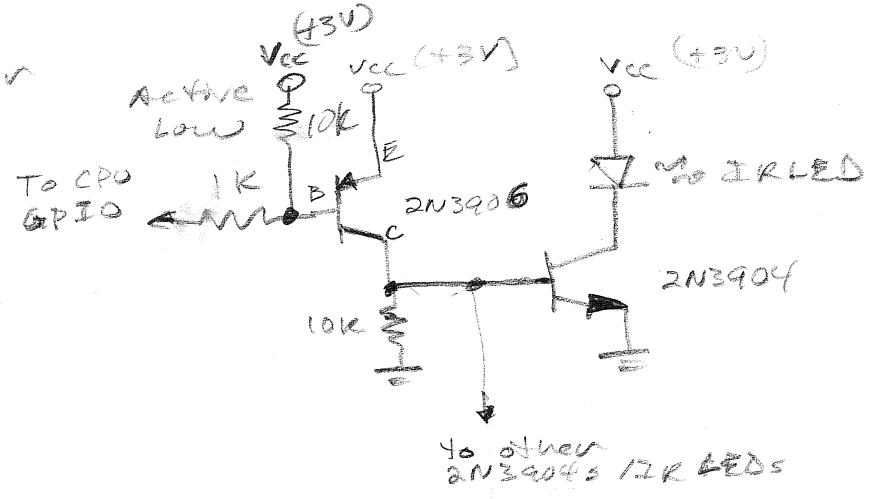 (+3V)
Vcc
Vcc (+3V)
Vcc (+3V)
Active
Low
10K
E
To CPU
GPIO
1K
B
2N3906
C
IR LED
2N3904
10K
to other
2N3904s /IR LEDs